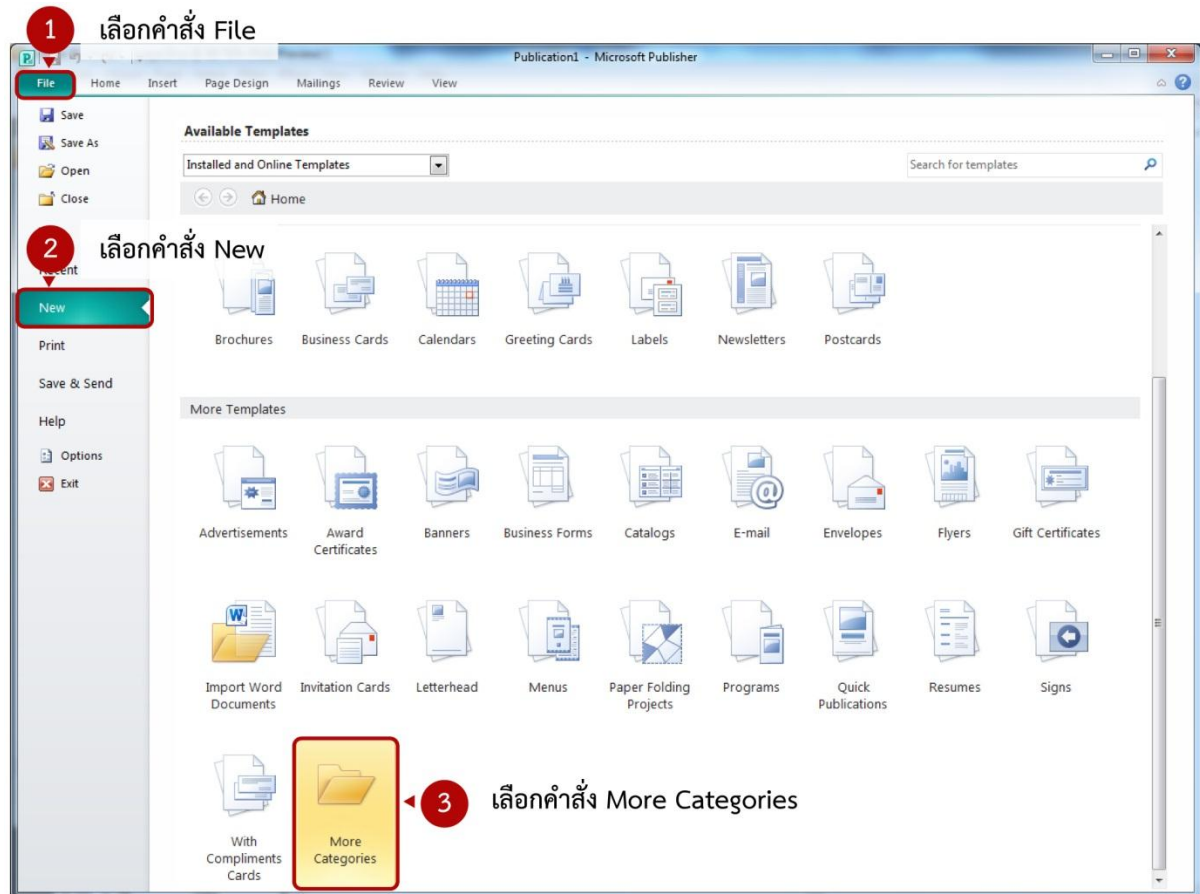 1 เลือกคำสั่ง File
Publication1 - Microsoft Publisher
File Home Insert Page Design Mailings Review View
Save
Save As
Open
Close
Available Templates
Installed and Online Templates
Search for templates
Home
2 เลือกคำสั่ง New
New
Print
Save & Send
Help
Options
Exit
Brochures Business Cards Calendars Greeting Cards Labels Newsletters Postcards
More Templates
Advertisements Award Banners Business Forms Catalogs E-mail Envelopes Flyers Gift Certificates
Certificates
Import Word Invitation Cards Letterhead Menus Paper Folding Programs Quick Resumes Signs
Documents Projects Publications
With More
Compliments Categories
Cards
3 เลือกคำสั่ง More Categories